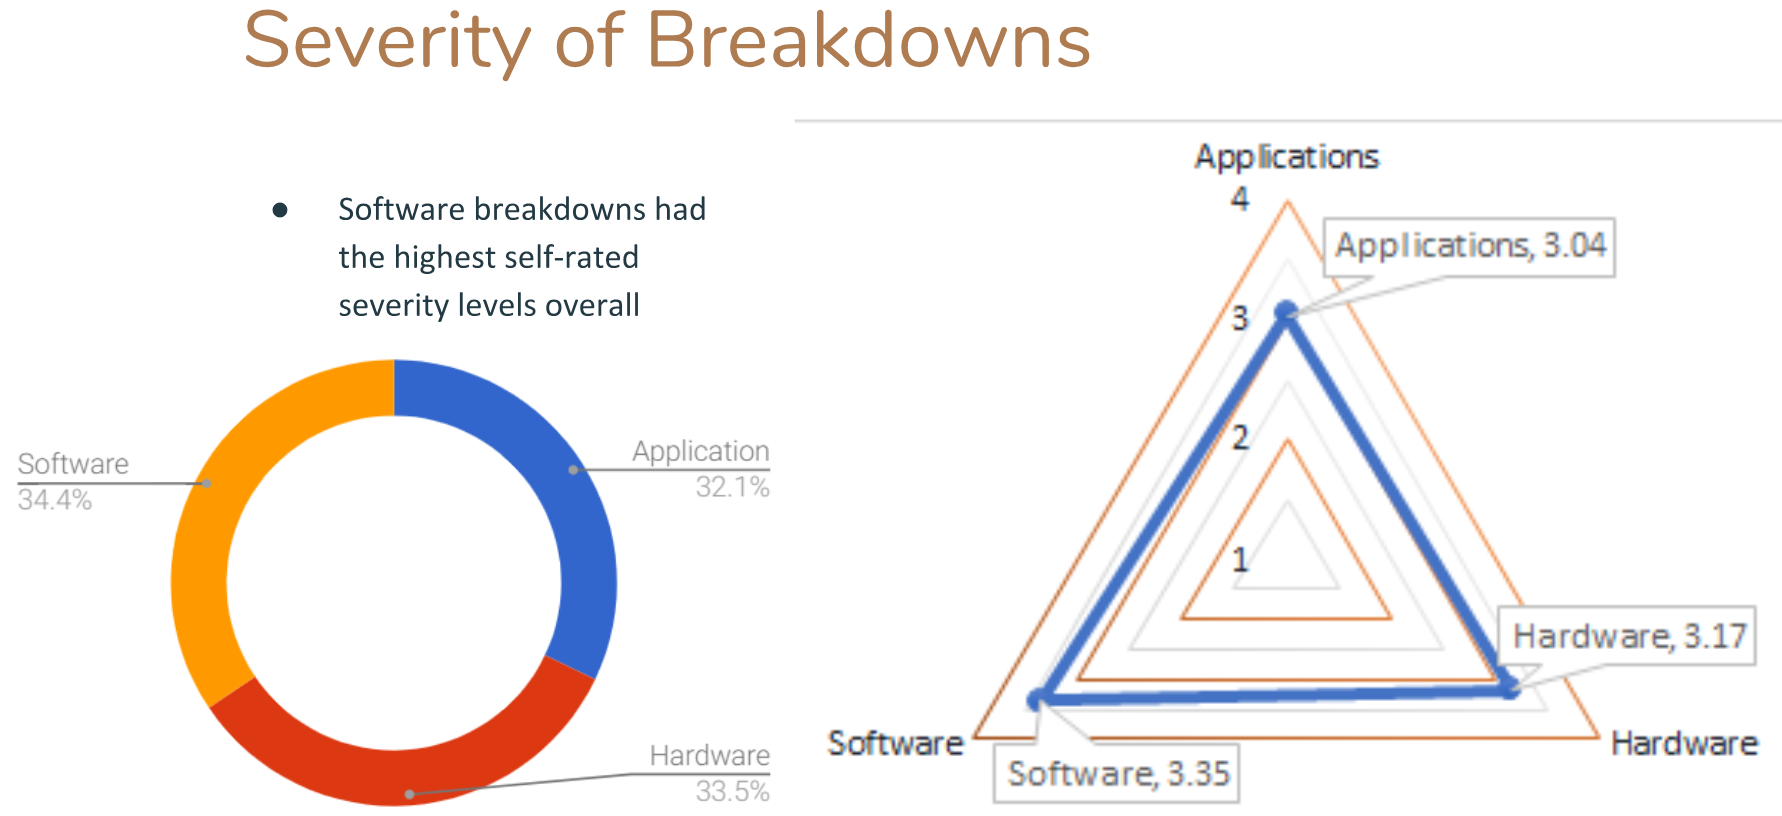 Severity of Breakdowns
● Software breakdowns had
the highest self-rated
severity levels overall
Software
34.4%
Application
32.1%
Hardware
33.5%
Applications
4
3
2
1
Applications, 3.04
Hardware, 3.17
Software, 3.35
Software
Hardware